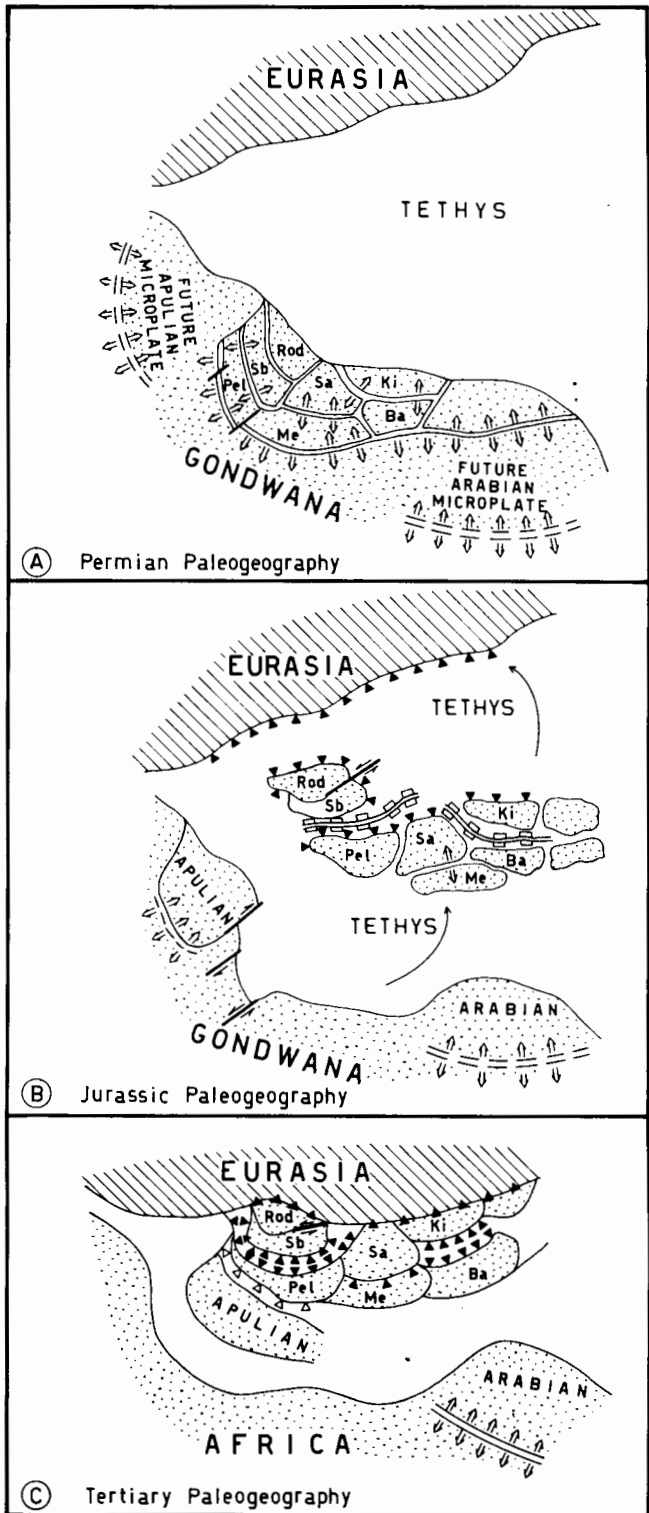 EURASIA
TETHYS
FUTURE
APULIAN
MICROPLATE
Rod
Sb
Pel
Sa
Ki
Ba
Me
GONDWANA
FUTURE
ARABIAN
MICROPLATE
A Permian Paleogeography
EURASIA
TETHYS
Rod
Sb
Ki
Sa
Pel
Ba
Me
APULIAN
TETHYS
ARABIAN
GONDWANA
B Jurassic Paleogeography
EURASIA
Rod
Ki
Sb
Sa
Pel
Ba
Me
APULIAN
ARABIAN
AFRICA
C Tertiary Paleogeography